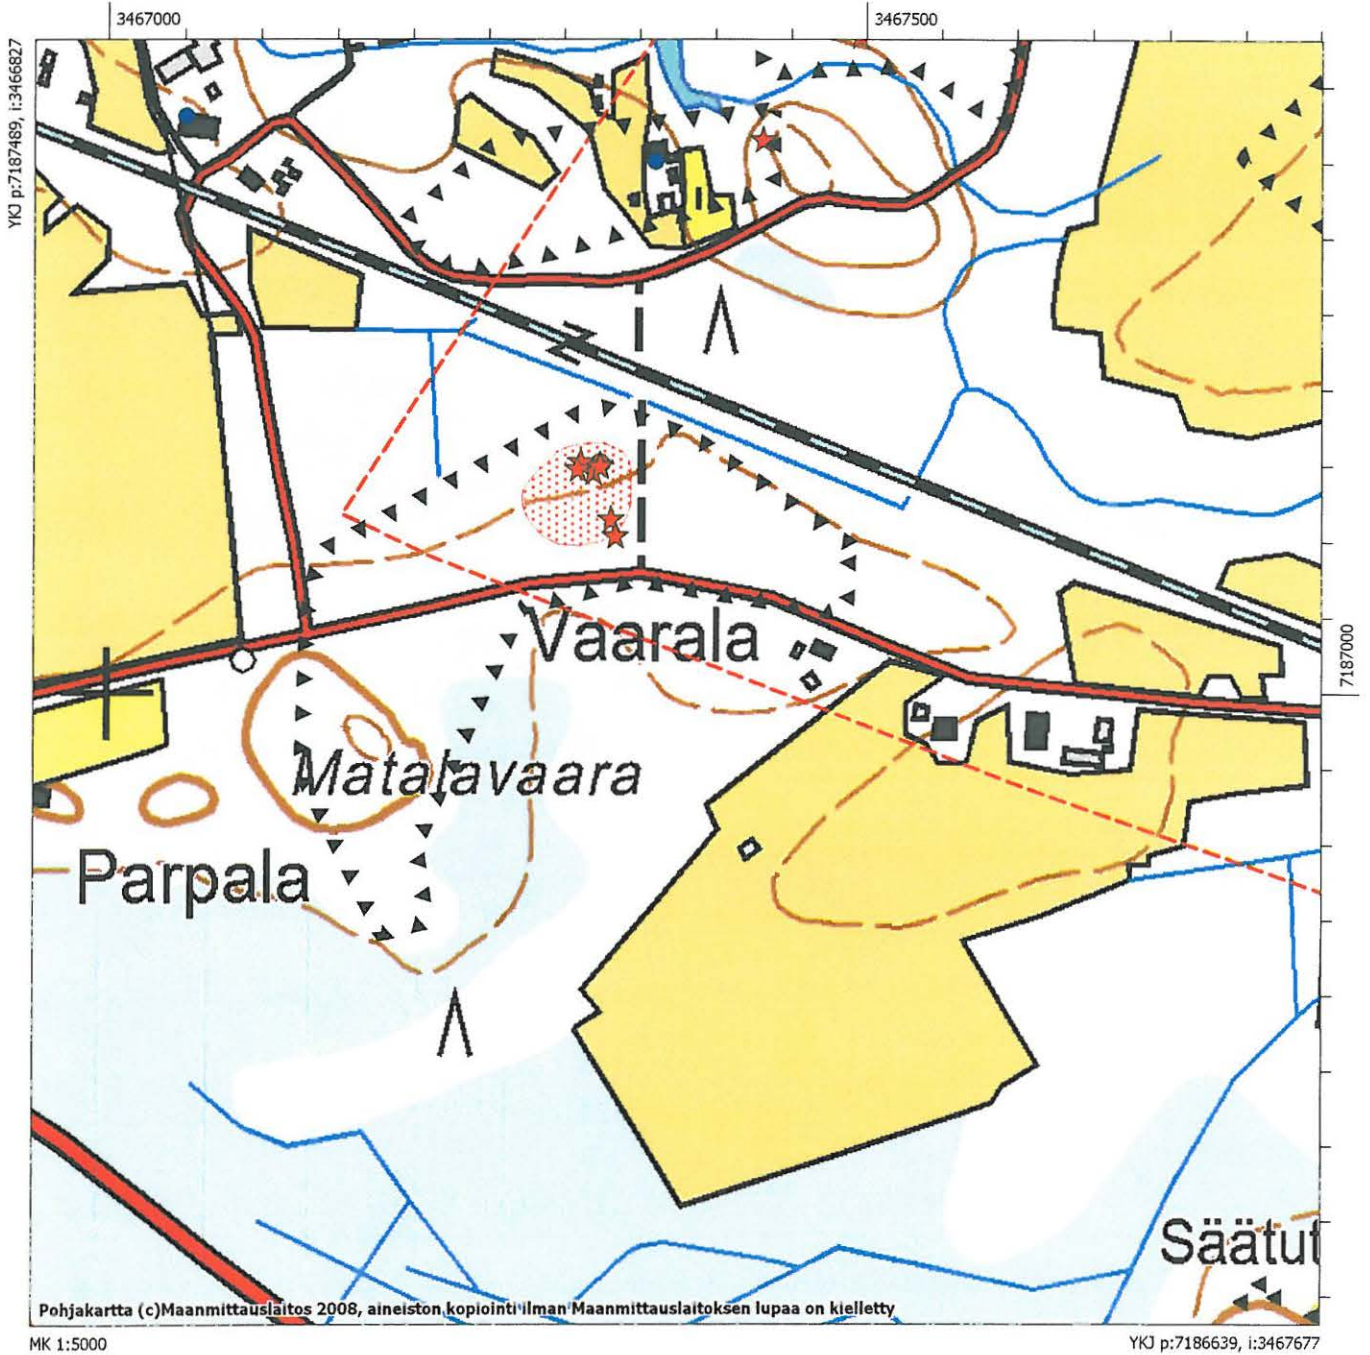 3467000
3467500
YKJ p:7187489, i:3466827
Vaarala
7187000
Matalavaara
Parpala
Säätut
Pohjakartta (c)Maanmittauslaitos 2008, aineiston kopiointi ilman Maanmittauslaitoksen lupaa on kielletty
MK 1:5000
YKJ p:7186639, i:3467677